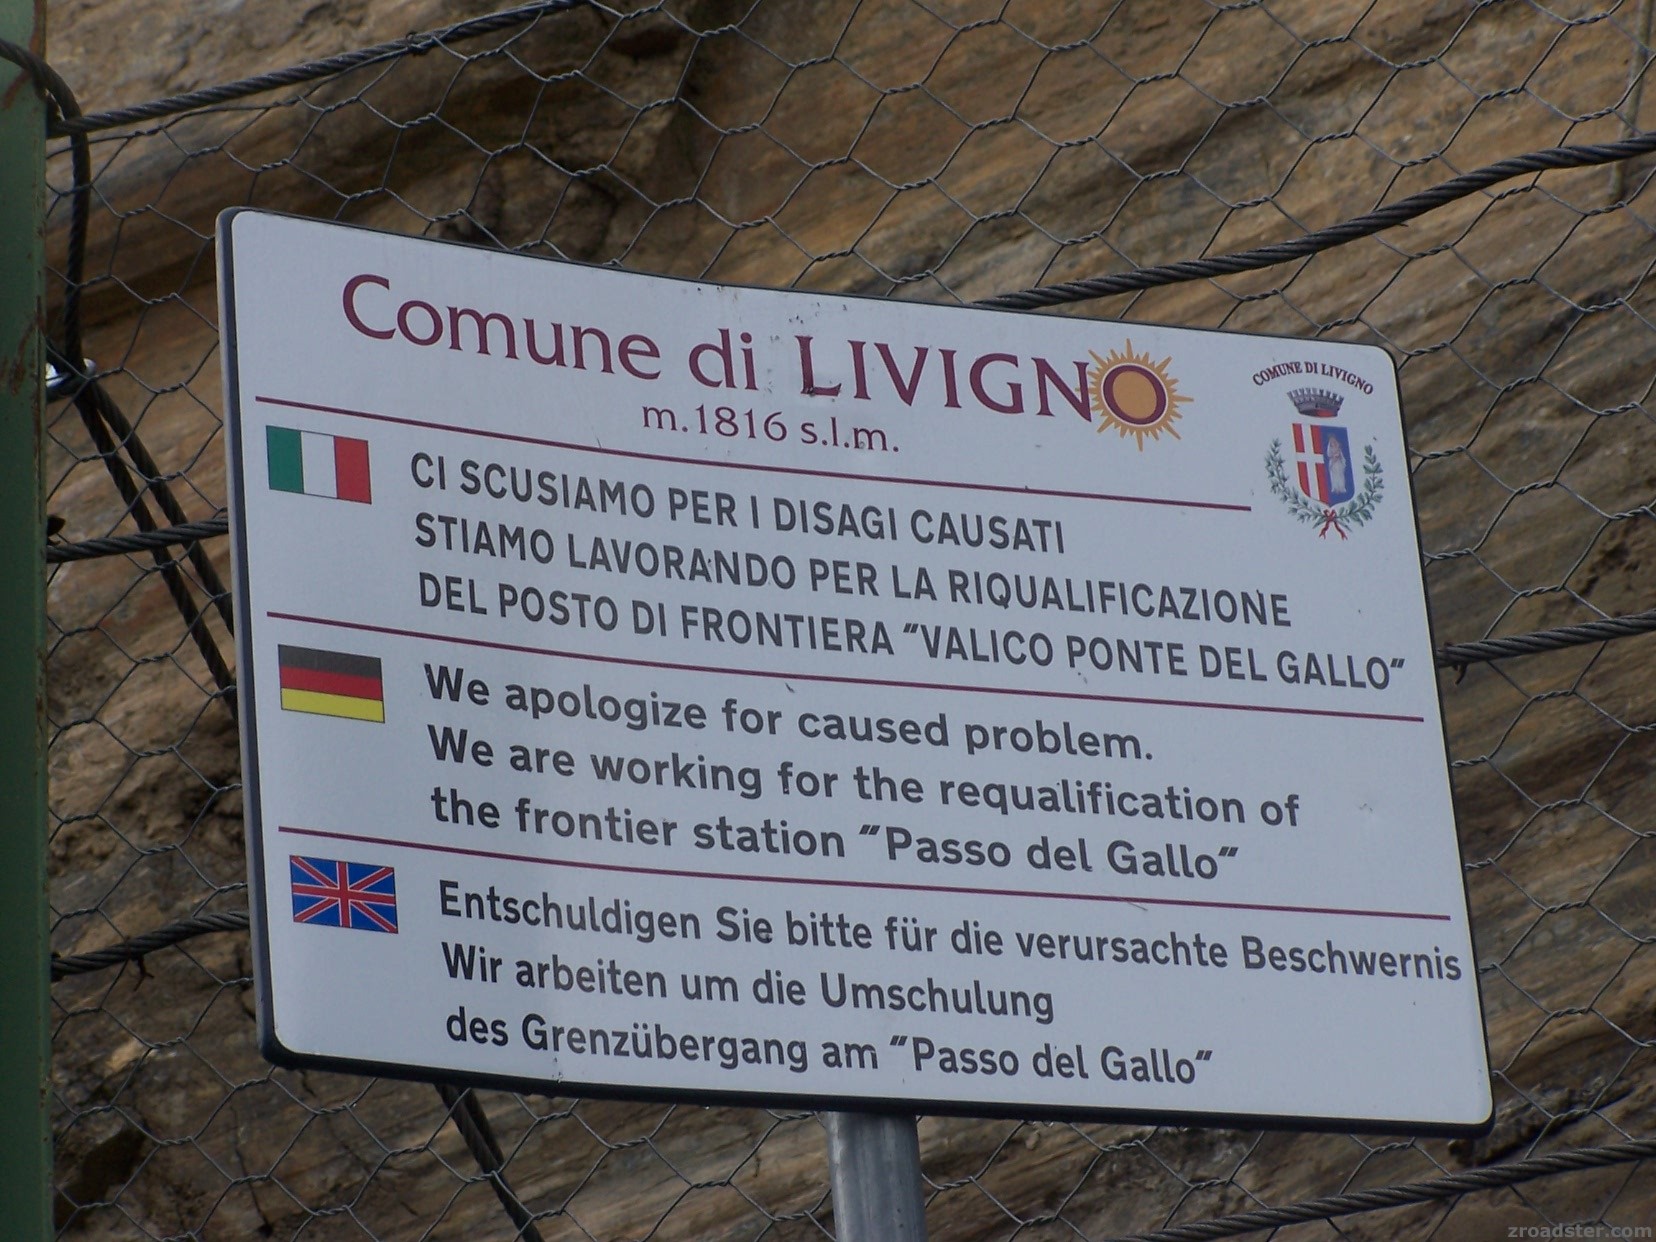 Comune di LIVIGNO
m.1816 s.l.m.
COMUNE DI LIVIGNO
CI SCUSIAMO PER I DISAGI CAUSATI
STIAMO LAVORANDO PER LA RIQUALIFICAZIONE
DEL POSTO DI FRONTIERA "VALICO PONTE DEL GALLO"
We apologize for caused problem.
We are working for the requalification of
the frontier station "Passo del Gallo"
Entschuldigen Sie bitte für die verursachte Beschwernis
Wir arbeiten um die Umschulung
des Grenzübergang am "Passo del Gallo"
zroadster.com